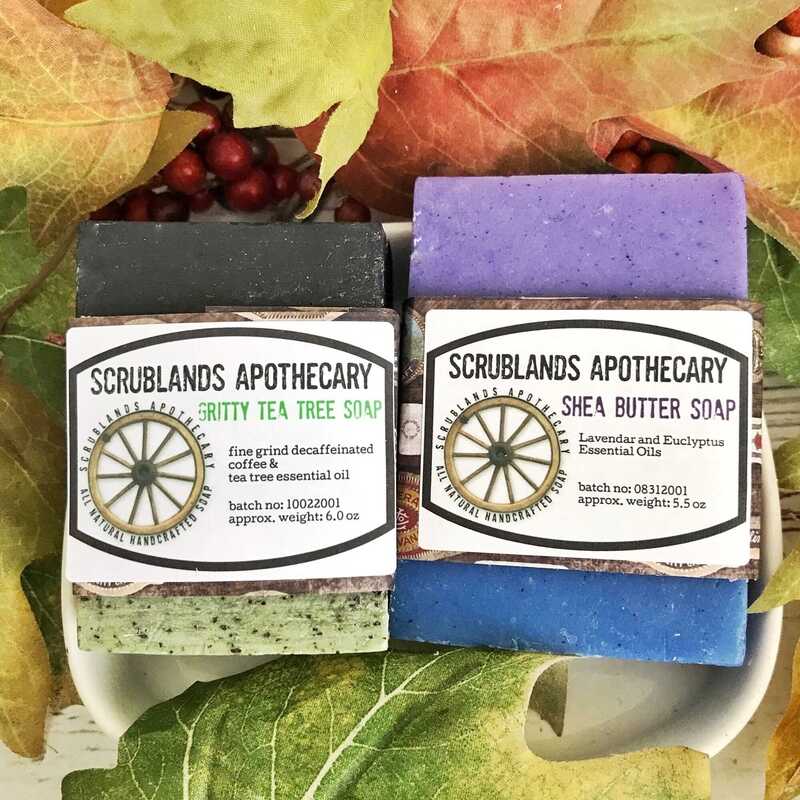 SCRUBLANDS APOTHECARY
GRITTY TEA TREE SOAP
SCRUBLANDS APOTHECARY
ALL NATURAL HANDCRAFTED SOAP
fine grind decaffeinated
coffee &
tea tree essential oil
batch no: 10022001
approx. weight: 6.0 oz
SCRUBLANDS APOTHECARY
SHEA BUTTER SOAP
SCRUBLANDS APOTHECARY
ALL NATURAL HANDCRAFTED SOAP
Lavendar and Euclyptus
Essential Oils
batch no: 08312001
approx. weight: 5.5 oz